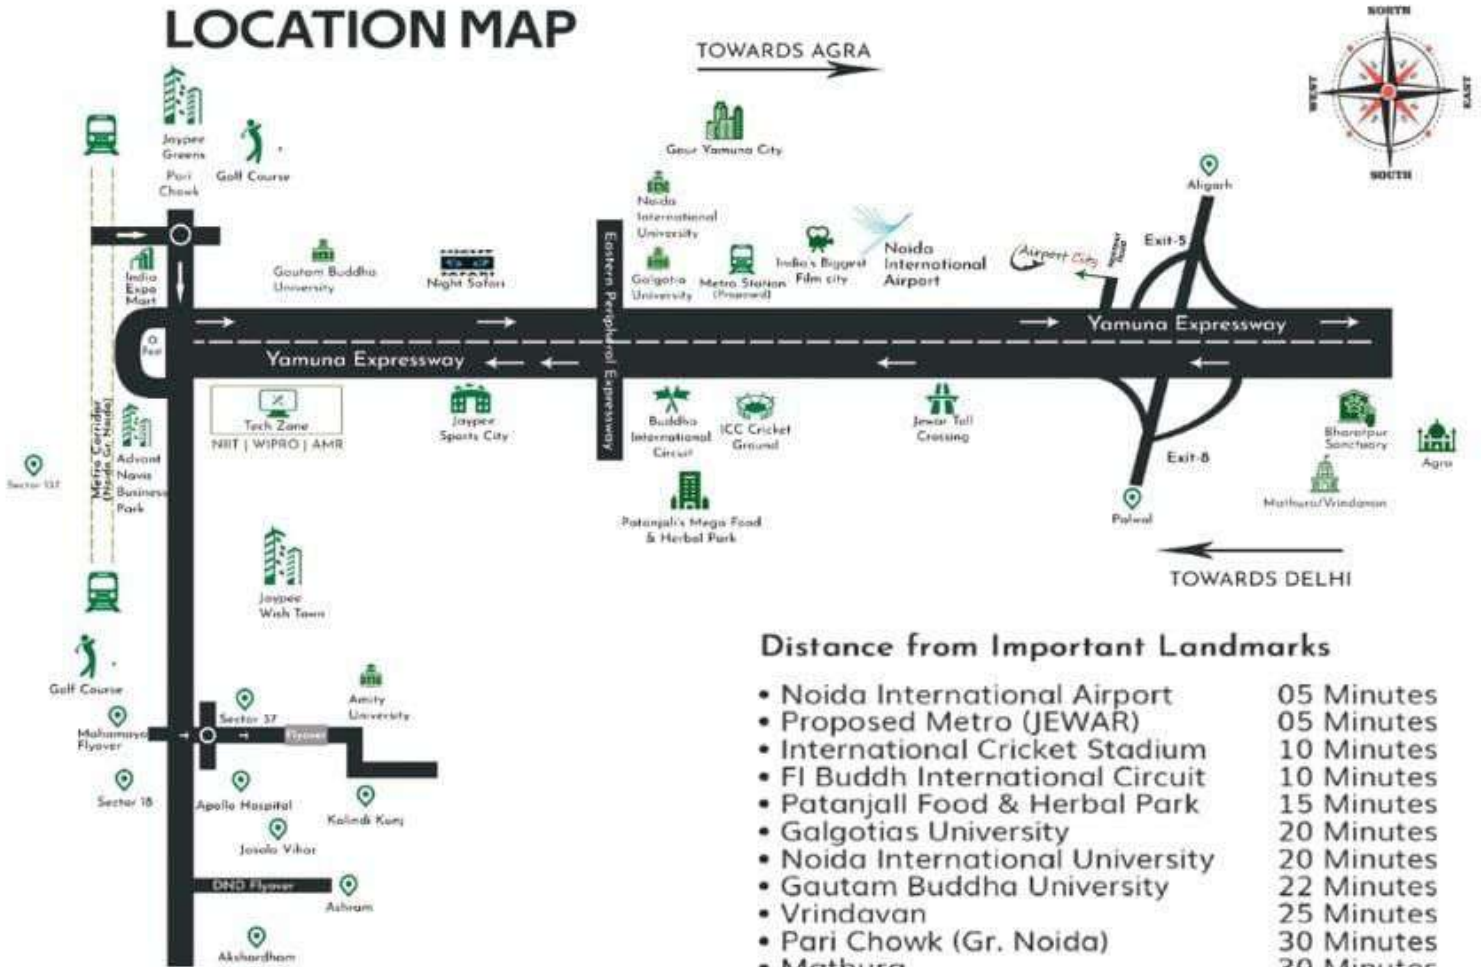 LOCATION MAP
TOWARDS AGRA
NORTH
WEST
EAST
SOUTH
Jaypee
Greens
Pari
Chowk
Golf Course
Gaur Yamuna City
Aligarh
Noida
International
University
India
Expo
Mart
Gautam Buddha
University
Night Safari
Galgotia
University
Metro Station
(Proposed)
India's Biggest
Film city
Noida
International
Airport
Airport City
Exit-5
Eastern Peripheral Expressway
Yamuna Expressway
Yamuna Expressway
Metro Corridor
(Noida Gr. Noida)
Sector 137
Advant
Navis
Business
Park
Tech Zone
NIIT | WIPRO | AMR
Jaypee
Sports City
Buddha
International
Circuit
ICC Cricket
Ground
Jewar Toll
Crossing
Exit-8
Bharatpur
Sanctuary
Agra
Mathura/Vrindavan
Palwal
Patanjali's Mega Food
& Herbal Park
TOWARDS DELHI
Jaypee
Wish Town
Golf Course
Mahamaya
Flyover
Sector 37
Flyover
Amity
University
Sector 18
Apollo Hospital
Kalindi Kunj
Jasola Vihar
DND Flyover
Ashram
Akshardham
Distance from Important Landmarks
• Noida International Airport 05 Minutes
• Proposed Metro (JEWAR) 05 Minutes
• International Cricket Stadium 10 Minutes
• FI Buddh International Circuit 10 Minutes
• Patanjall Food & Herbal Park 15 Minutes
• Galgotias University 20 Minutes
• Noida International University 20 Minutes
• Gautam Buddha University 22 Minutes
• Vrindavan 25 Minutes
• Pari Chowk (Gr. Noida) 30 Minutes
• Mathura 30 Minutes